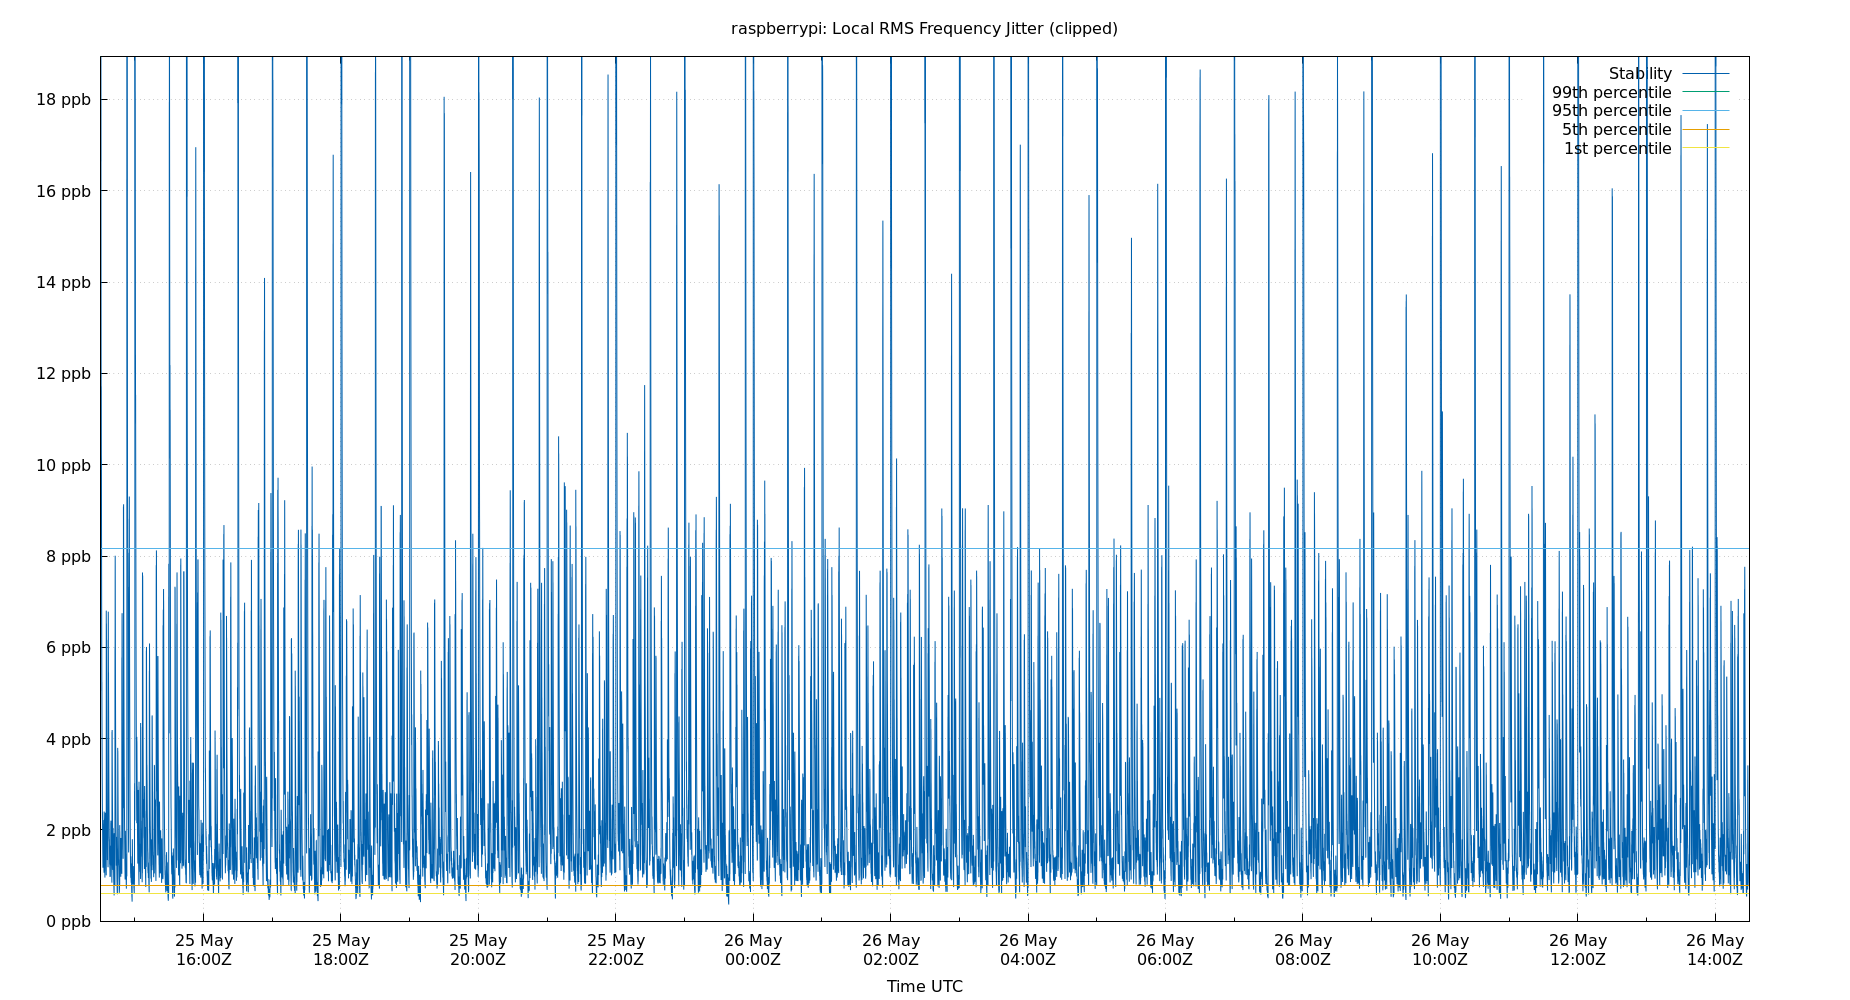 raspberrypi: Local RMS Frequency Jitter (clipped)
18 ppb
16 ppb
14 ppb
12 ppb
10 ppb
8 ppb
6 ppb
4 ppb
2 ppb
0 ppb
Stability
99th percentile
95th percentile
5th percentile
1st percentile
25 May 25 May 25 May 25 May 26 May 26 May 26 May 26 May 26 May 26 May 26 May 26 May
16:00Z 18:00Z 20:00Z 22:00Z 00:00Z 02:00Z 04:00Z 06:00Z 08:00Z 10:00Z 12:00Z 14:00Z
Time UTC